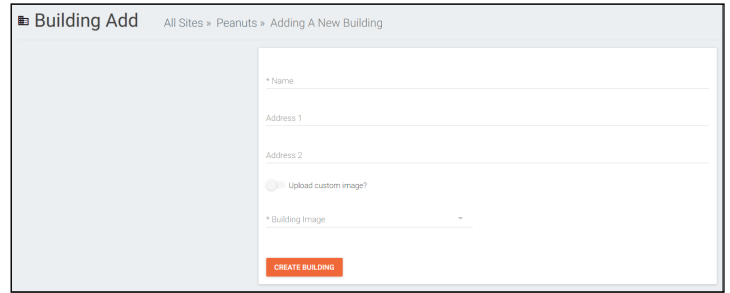 Building Add All Sites » Peanuts » Adding A New Building
* Name
Address 1
Address 2
Upload custom image?
* Building Image
CREATE BUILDING